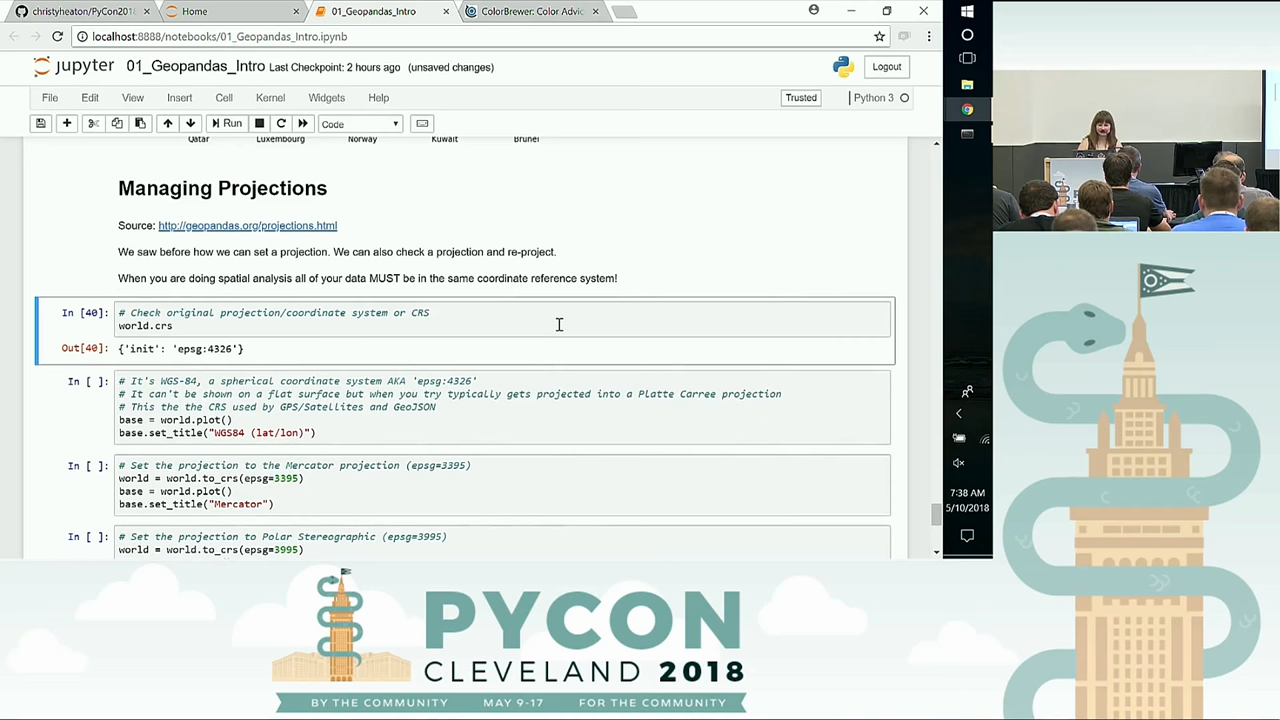 christyheaton/PyCon201
Home
01_Geopandas_Intro
ColorBrewer: Color Advic
localhost:8888/notebooks/01_Geopandas_Intro.ipynb
jupyter 01_Geopandas_Intro Last Checkpoint: 2 hours ago (unsaved changes)
Logout
File Edit View Insert Cell Kernel Widgets Help
Trusted
Python 3
Run
Code
Qatar Luxembourg Norway Kuwait Brunei
Managing Projections
Source: http://geopandas.org/projections.html
We saw before how we can set a projection. We can also check a projection and re-project.
When you are doing spatial analysis all of your data MUST be in the same coordinate reference system!
In [40]: # Check original projection/coordinate system or CRS
world.crs
Out[40]: {'init': 'epsg:4326'}
In [ ]: # It's WGS-84, a spherical coordinate system AKA 'epsg:4326'
# It can't be shown on a flat surface but when you try typically gets projected into a Platte Carree projection
# This the the CRS used by GPS/Satellites and GeoJSON
base = world.plot()
base.set_title("WGS84 (lat/lon)")
In [ ]: # Set the projection to the Mercator projection (epsg=3395)
world = world.to_crs(epsg=3395)
base = world.plot()
base.set_title("Mercator")
In [ ]: # Set the projection to Polar Stereographic (epsg=3995)
world = world.to_crs(epsg=3995)
7:38 AM
5/10/2018
PYCON
CLEVELAND 2018
BY THE COMMUNITY MAY 9-17 FOR THE COMMUNITY